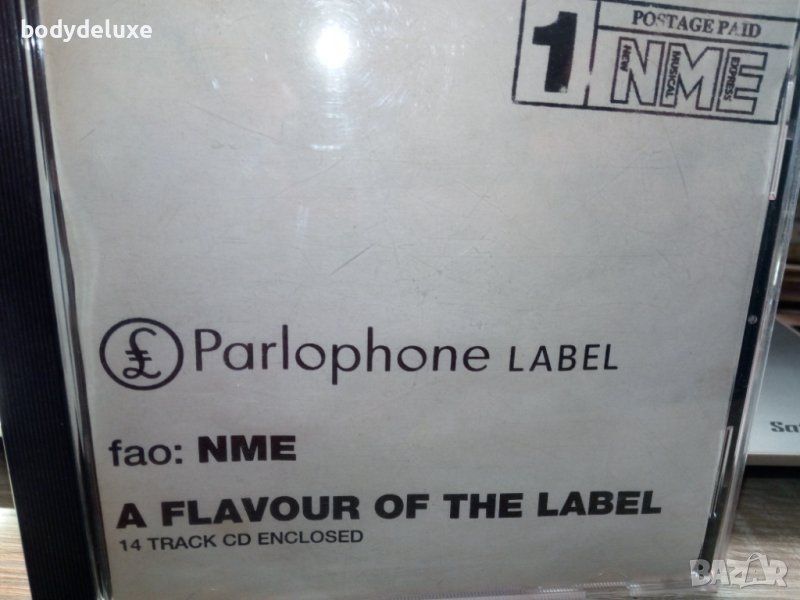 bodydeluxe
1
POSTAGE PAID
NME
NEW
MUSICAL
EXPRESS
£ Parlophone LABEL
fao: NME
A FLAVOUR OF THE LABEL
14 TRACK CD ENCLOSED
BAZAR